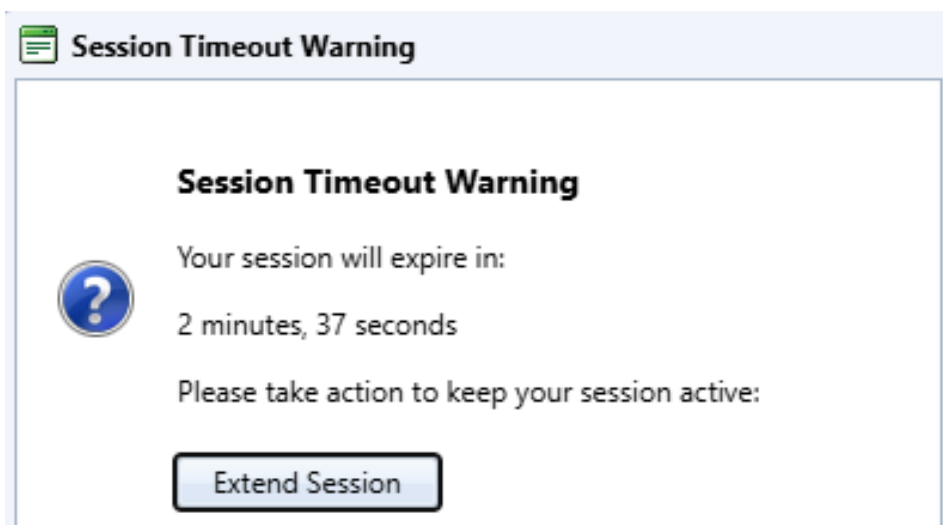 Session Timeout Warning
Session Timeout Warning
Your session will expire in:
2 minutes, 37 seconds
Please take action to keep your session active:
Extend Session